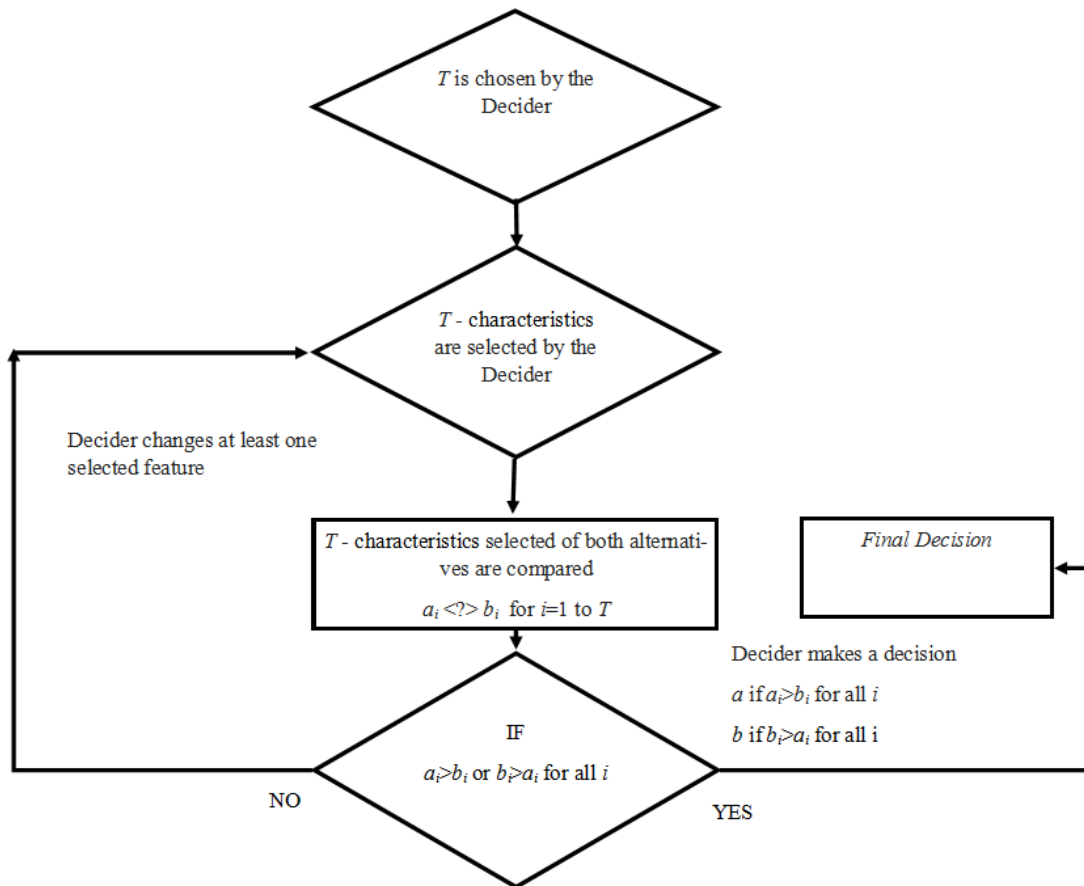 T is chosen by the
Decider
T - characteristics
are selected by the
Decider
Decider changes at least one
selected feature
T - characteristics selected of both alternati-
ves are compared
aᵢ <?> bᵢ for i=1 to T
Final Decision
Decider makes a decision
a if aᵢ>bᵢ for all i
b if bᵢ>aᵢ for all i
IF
aᵢ>bᵢ or bᵢ>aᵢ for all i
NO
YES